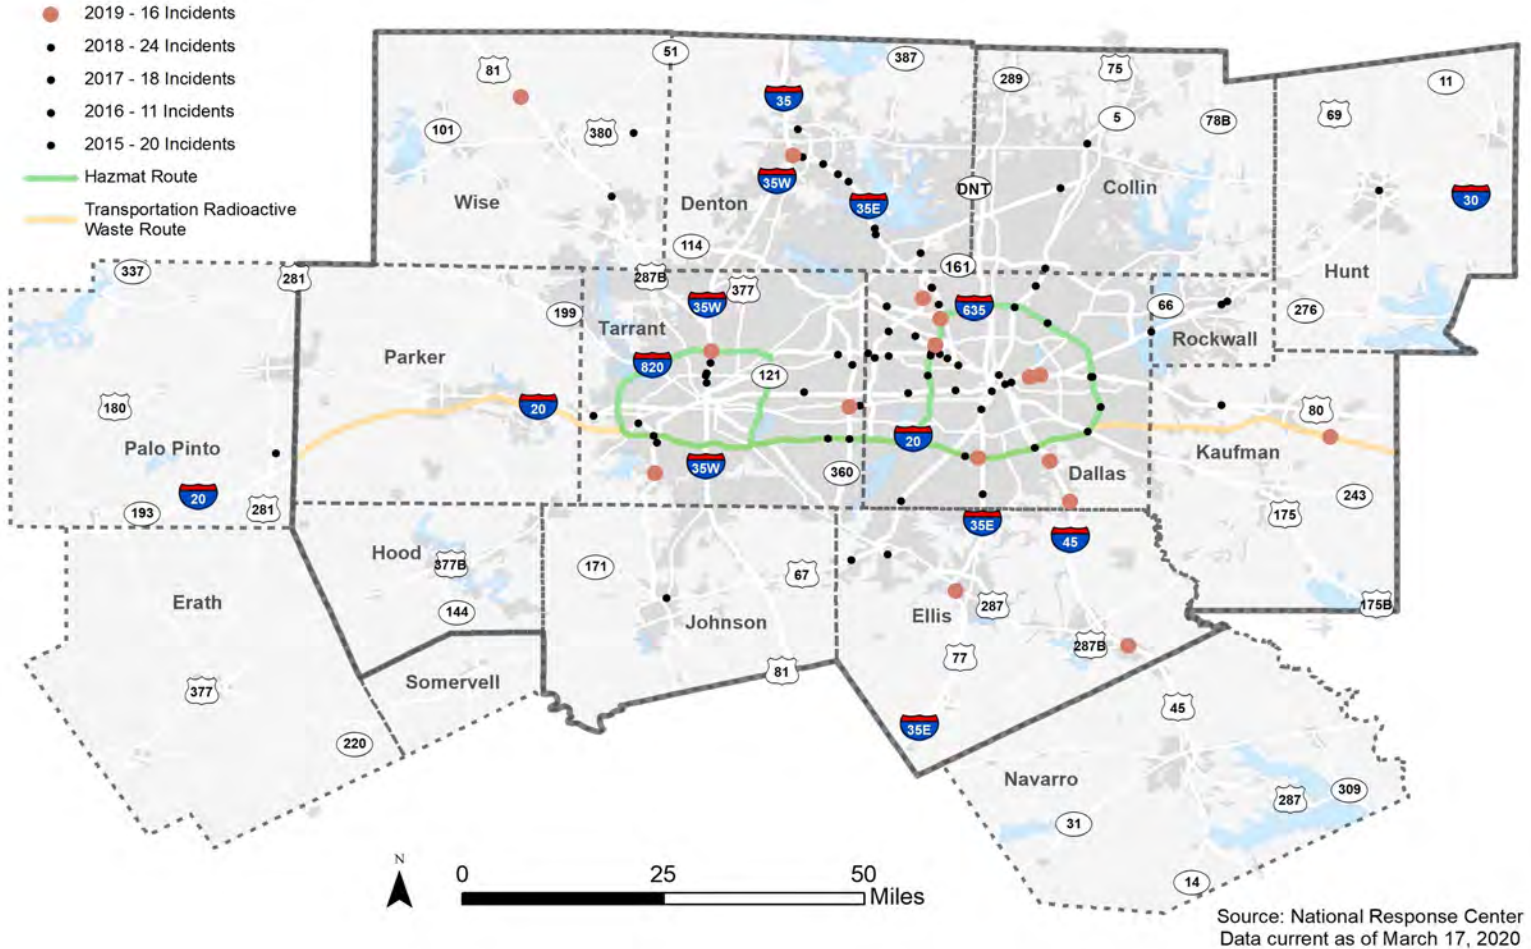 2019 - 16 Incidents
2018 - 24 Incidents
2017 - 18 Incidents
2016 - 11 Incidents
2015 - 20 Incidents
Hazmat Route
Transportation Radioactive
Waste Route
51
387
81
289
75
11
35
5
78B
69
101
380
35W
DNT
Collin
30
Wise
Denton
35E
114
161
Hunt
337
281
287B
377
35W
635
66
276
199
Tarrant
Rockwall
Parker
820
121
180
20
80
20
Palo Pinto
Kaufman
35W
360
Dallas
20
193
281
243
175
35E
45
Hood
377B
171
67
Erath
144
287
175B
Johnson
Ellis
287B
77
81
Somervell
377
45
35E
220
Navarro
309
287
31
14
N
0
25
50
Miles
Source: National Response Center
Data current as of March 17, 2020